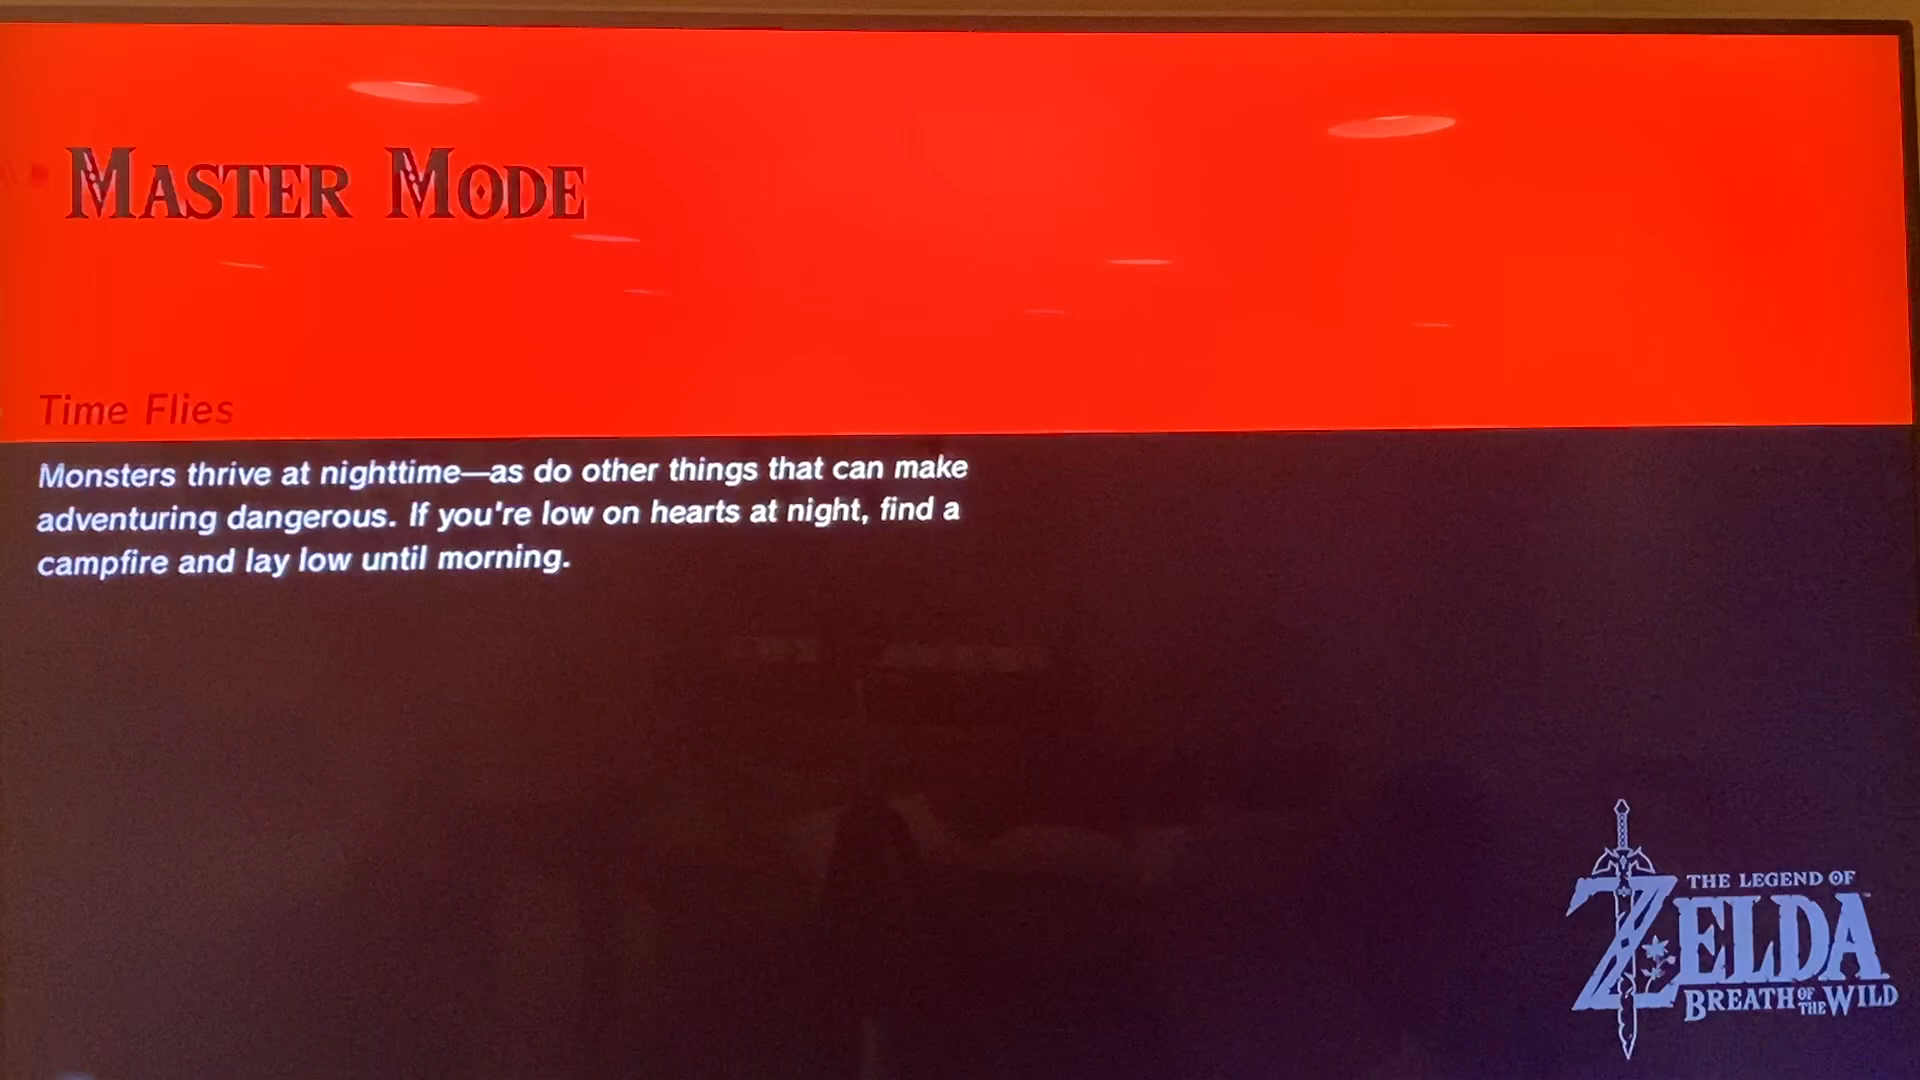 MASTER MODE
Time Flies
Monsters thrive at nighttime—as do other things that can make
adventuring dangerous. If you're low on hearts at night, find a
campfire and lay low until morning.
THE LEGEND OF
ZELDA
BREATH OF THE WILD